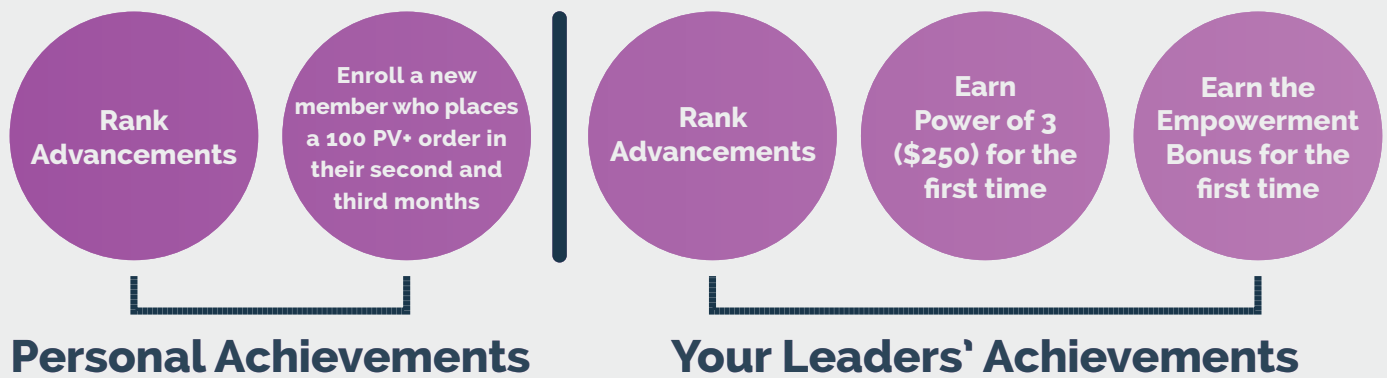 Rank
Advancements
Enroll a new
member who places
a 100 PV+ order in
their second and
third months
Rank
Advancements
Earn
Power of 3
($250) for the
first time
Earn the
Empowerment
Bonus for the
first time
Personal Achievements
Your Leaders’ Achievements